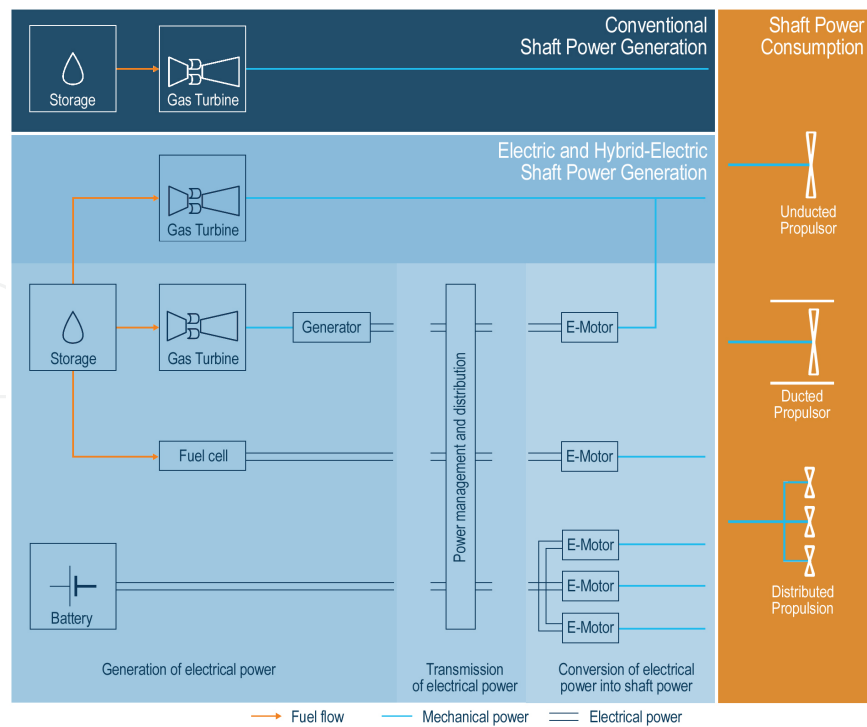 Conventional
Shaft Power Generation
Shaft Power
Consumption
Storage
Gas Turbine
Electric and Hybrid-Electric
Shaft Power Generation
Gas Turbine
Unducted
Propulsor
Storage
Gas Turbine
Generator
E-Motor
Power management and distribution
Ducted
Propulsor
Fuel cell
E-Motor
Battery
E-Motor
E-Motor
E-Motor
Distributed
Propulsion
Generation of electrical power
Transmission
of electrical power
Conversion of electrical
power into shaft power
Fuel flow
Mechanical power
Electrical power